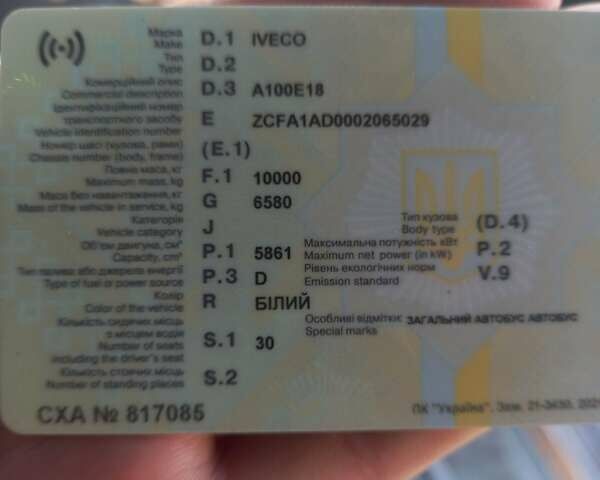 Марка
Make D.1 IVECO
Тип
Type D.2
Комерційний опис
Commercial description D.3 A100E18
Ідентифікаційний номер
транспортного засобу
Vehicle identification number E ZCFA1AD0002065029
Номер шасі (кузова, рами)
Chassis number (body, frame) (E.1)
Повна маса, кг
Maximum mass, kg F.1 10000
Маса без навантаження, кг
Mass of the vehicle in service, kg G 6580
Категорія
Vehicle category J
Тип кузова
Body type (D.4)
Об'єм двигуна, см³
Capacity, cm³ P.1 5861
Максимальна потужність кВт
Maximum net power (in kW) P.2
Тип палива або джерела енергії
Type of fuel or power source P.3 D
Рівень екологічних норм
Emission standard V.9
Колір
Color of the vehicle R БІЛИЙ
Особливі відмітки: ЗАГАЛЬНИЙ АВТОБУС АВТОБУС
Special marks
Кількість сидячих місць
з місцем водія
Number of seats
including the driver's seat S.1 30
Кількість стоячих місць
Number of standing places S.2
СХА № 817085
ПК "Україна". Зам. 21-3430. 2021